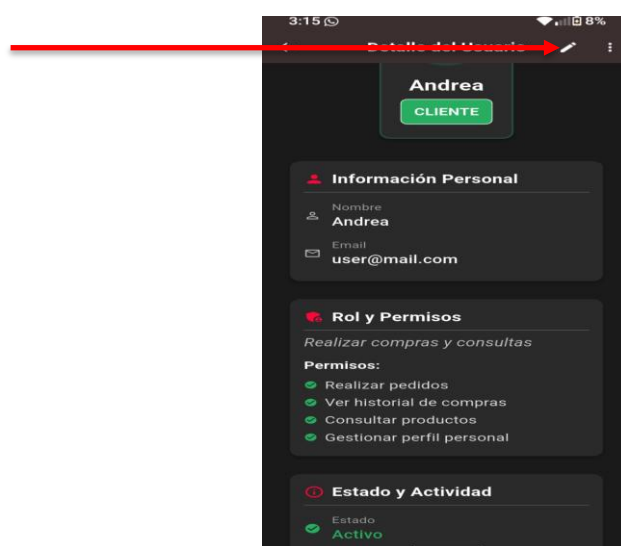 3:15 8%
Detalle del Usuario
Andrea
CLIENTE
Información Personal
Nombre
Andrea
Email
user@mail.com
Rol y Permisos
Realizar compras y consultas
Permisos:
Realizar pedidos
Ver historial de compras
Consultar productos
Gestionar perfil personal
Estado y Actividad
Estado
Activo